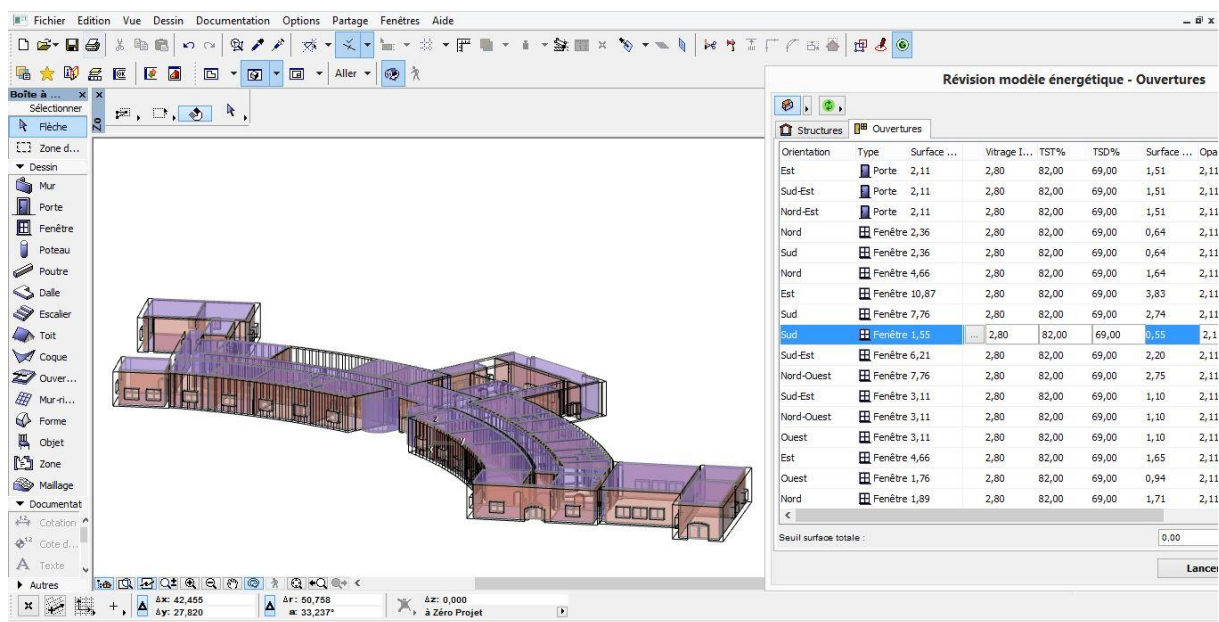 Fichier Edition Vue Dessin Documentation Options Partage Fenêtres Aide
Aller
Révision modèle énergétique - Ouvertures
Boîte à ...
Sélectionner
Flèche
Zone d...
Dessin
Mur
Porte
Fenêtre
Poteau
Poutre
Dalle
Escalier
Toit
Coque
Ouver...
Mur-ri...
Forme
Objet
Zone
Maillage
Documentat
Cotation
Cote d...
Texte
Autres
Structures Ouvertures
Orientation Type Surface ... Vitrage I... TST% TSD% Surface ... Opa
Est Porte 2,11 2,80 82,00 69,00 1,51 2,11
Sud-Est Porte 2,11 2,80 82,00 69,00 1,51 2,11
Nord-Est Porte 2,11 2,80 82,00 69,00 1,51 2,11
Nord Fenêtre 2,36 2,80 82,00 69,00 0,64 2,11
Sud Fenêtre 2,36 2,80 82,00 69,00 0,64 2,11
Nord Fenêtre 4,66 2,80 82,00 69,00 1,64 2,11
Est Fenêtre 10,87 2,80 82,00 69,00 3,83 2,11
Sud Fenêtre 7,76 2,80 82,00 69,00 2,74 2,11
Sud Fenêtre 1,55 ... 2,80 82,00 69,00 0,55 2,1
Sud-Est Fenêtre 6,21 2,80 82,00 69,00 2,20 2,11
Nord-Ouest Fenêtre 7,76 2,80 82,00 69,00 2,75 2,11
Sud-Est Fenêtre 3,11 2,80 82,00 69,00 1,10 2,11
Nord-Ouest Fenêtre 3,11 2,80 82,00 69,00 1,10 2,11
Ouest Fenêtre 3,11 2,80 82,00 69,00 1,10 2,11
Est Fenêtre 4,66 2,80 82,00 69,00 1,65 2,11
Ouest Fenêtre 1,76 2,80 82,00 69,00 0,94 2,11
Nord Fenêtre 1,89 2,80 82,00 69,00 1,71 2,11
Seuil surface totale : 0,00
Lancer
Δx: 42,455 Δr: 50,758 Δz: 0,000
Δy: 27,820 a: 33,237° à Zéro Projet